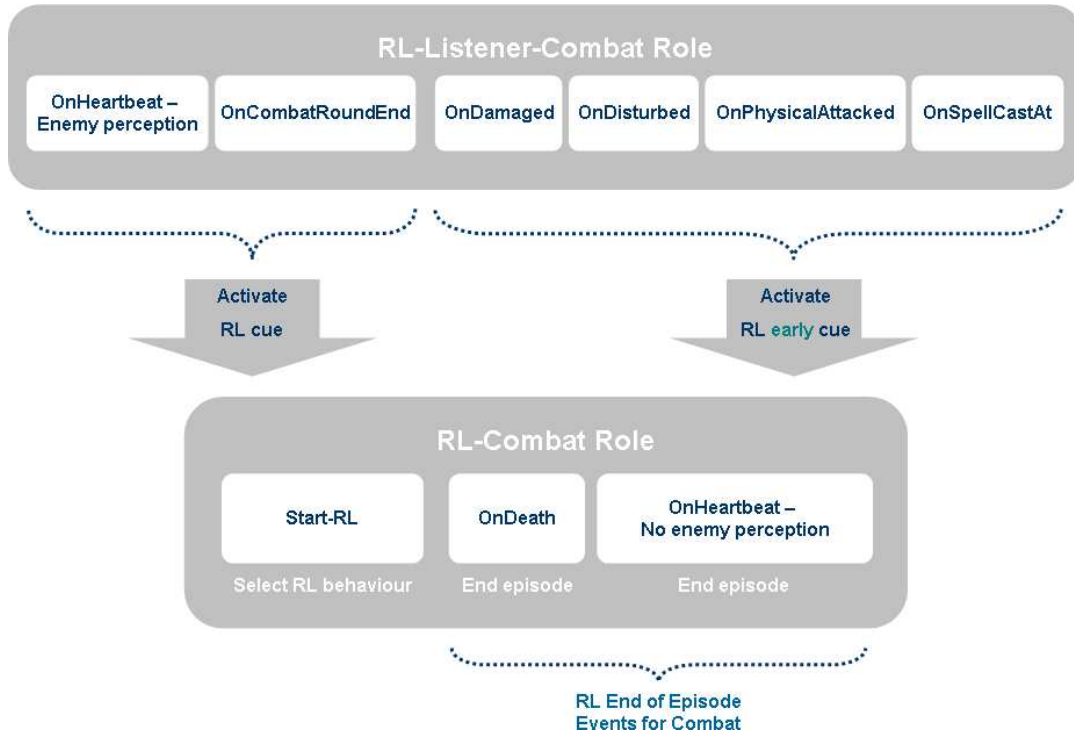 RL-Listener-Combat Role
OnHeartbeat –
Enemy perception
OnCombatRoundEnd
OnDamaged
OnDisturbed
OnPhysicalAttacked
OnSpellCastAt
Activate
RL cue
Activate
RL early cue
RL-Combat Role
Start-RL
OnDeath
OnHeartbeat –
No enemy perception
Select RL behaviour
End episode
End episode
RL End of Episode
Events for Combat